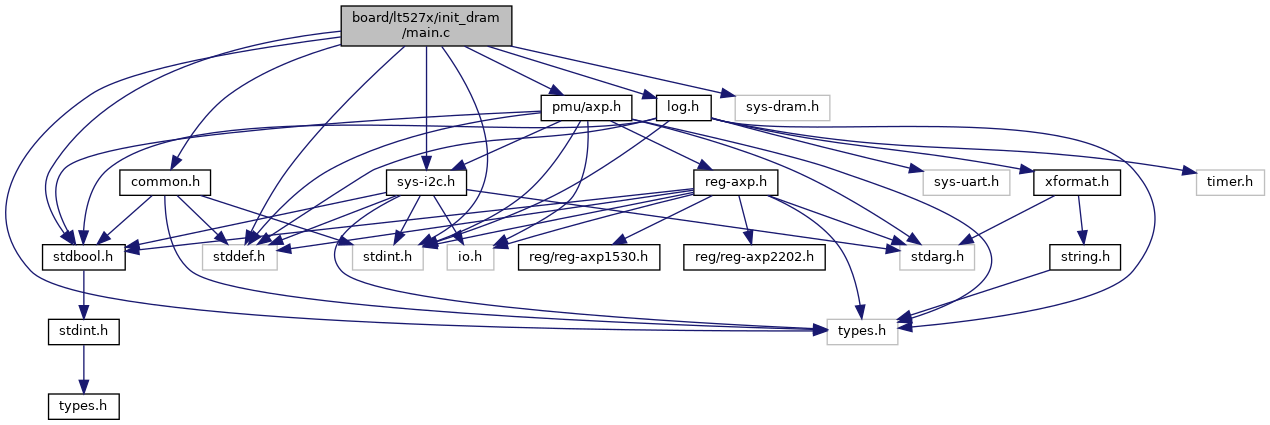 board/lt527x/init_dram
/main.c
pmu/axp.h
log.h
sys-dram.h
common.h
sys-i2c.h
reg-axp.h
sys-uart.h
xformat.h
timer.h
stdbool.h
stddef.h
stdint.h
io.h
reg/reg-axp1530.h
reg/reg-axp2202.h
stdarg.h
string.h
stdint.h
types.h
types.h